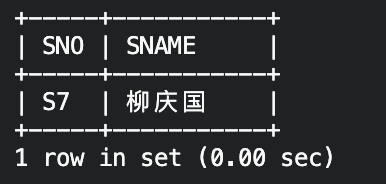 +-----+-----------+
| SNO | SNAME     |
+-----+-----------+
| S7  | 柳庆国    |
+-----+-----------+
1 row in set (0.00 sec)